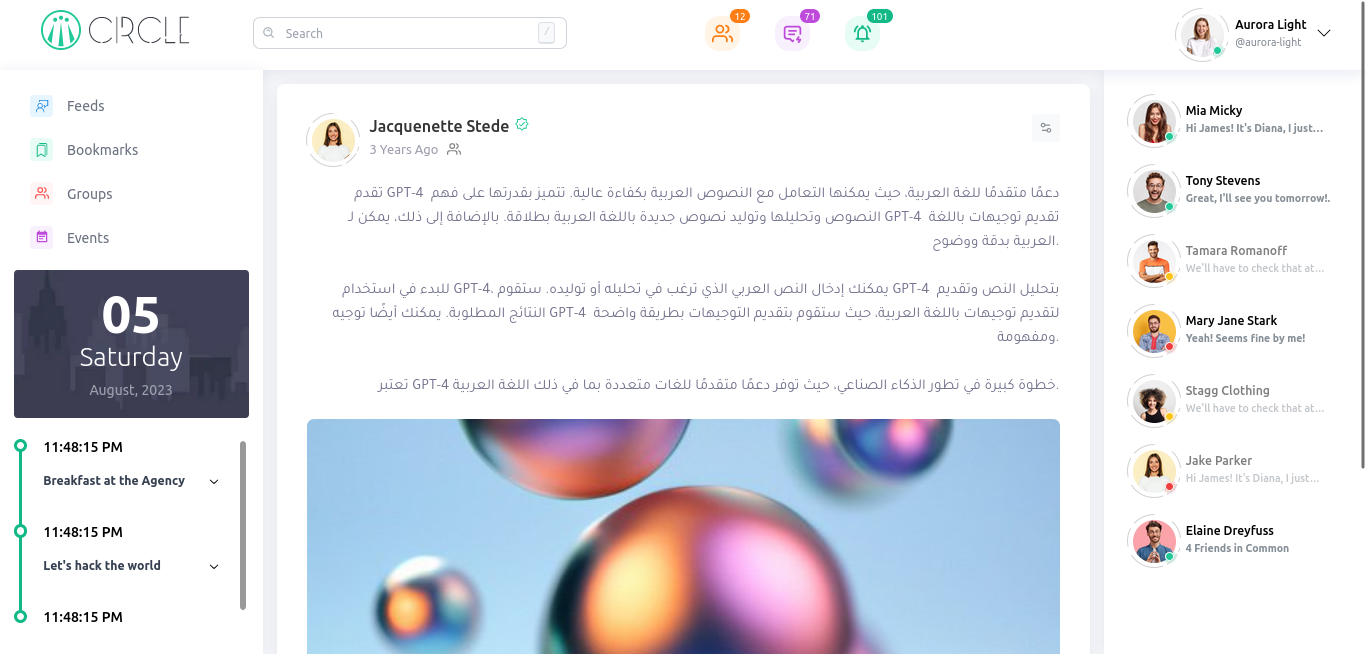 CIRCLE
Search
/
12
71
101
Aurora Light
@aurora-light
Feeds
Bookmarks
Groups
Events
05
Saturday
August, 2023
11:48:15 PM
Breakfast at the Agency
11:48:15 PM
Let's hack the world
11:48:15 PM
Jacquenette Stede
3 Years Ago
تقدم GPT-4 دعمًا متقدمًا للغة العربية، حيث يمكنها التعامل مع النصوص العربية بكفاءة عالية. تتميز بقدرتها على فهم
النصوص وتحليلها وتوليد نصوص جديدة باللغة العربية بطلاقة. بالإضافة إلى ذلك، يمكن لـ GPT-4 تقديم توجيهات باللغة
العربية بدقة ووضوح.
للبدء في استخدام GPT-4، يمكنك إدخال النص العربي الذي ترغب في تحليله أو توليده. ستقوم GPT-4 بتحليل النص وتقديم
النتائج المطلوبة. يمكنك أيضًا توجيه GPT-4 لتقديم توجيهات باللغة العربية، حيث ستقوم بتقديم التوجيهات بطريقة واضحة
ومفهومة.
تعتبر GPT-4 خطوة كبيرة في تطور الذكاء الصناعي، حيث توفر دعمًا متقدمًا للغات متعددة بما في ذلك اللغة العربية.
Mia Micky
Hi James! It's Diana, I just...
Tony Stevens
Great, I'll see you tomorrow!.
Tamara Romanoff
We'll have to check that at...
Mary Jane Stark
Yeah! Seems fine by me!
Stagg Clothing
We'll have to check that at...
Jake Parker
Hi James! It's Diana, I just...
Elaine Dreyfuss
4 Friends in Common